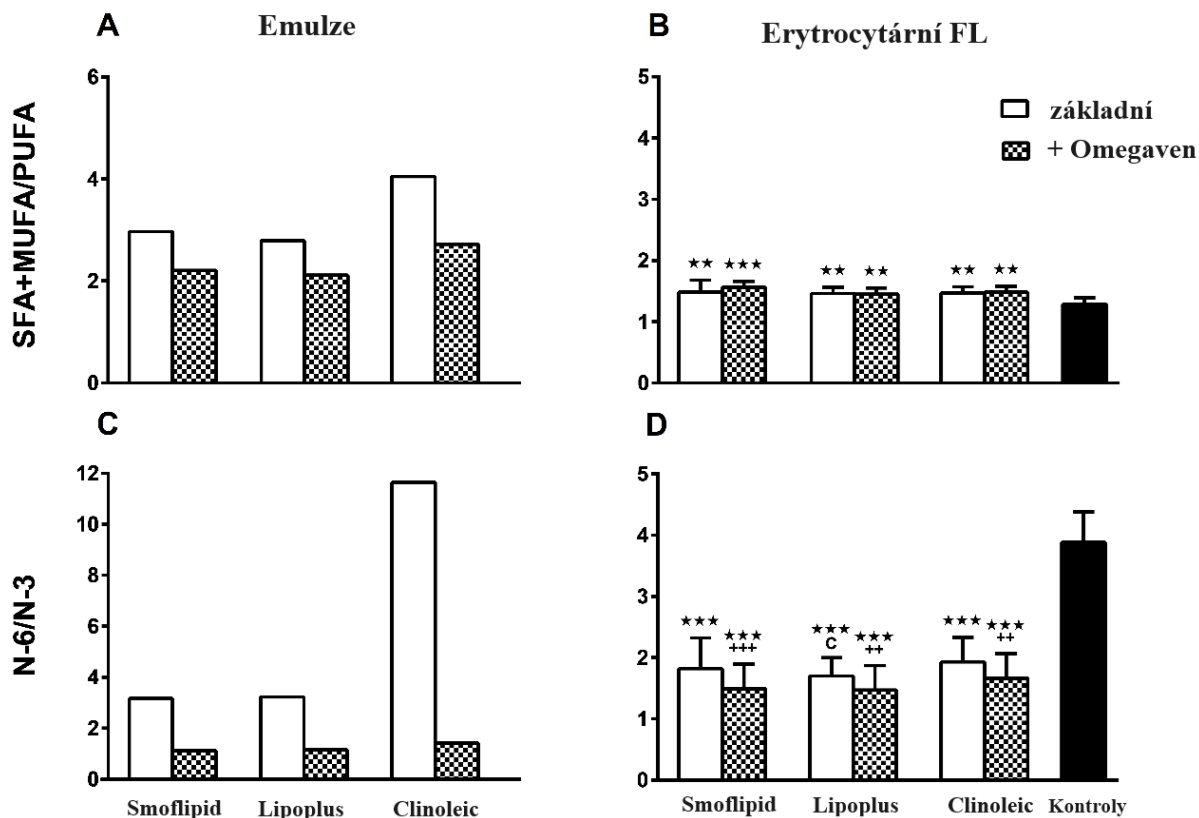 A
Emulze
SFA+MUFA/PUFA
6
4
2
0
B
Erytrocytární FL
základní
+ Omegaven
5
4
3
2
1
0
★★ ★★★ ★★ ★★ ★★ ★★
C
N-6/N-3
12
10
8
6
4
2
0
Smoflipid Lipoplus Clinoleic
D
5
4
3
2
1
0
★★★ ★★★ ★★★ ★★★ ★★★ ★★★
+++ C ++ ++
Smoflipid Lipoplus Clinoleic Kontroly